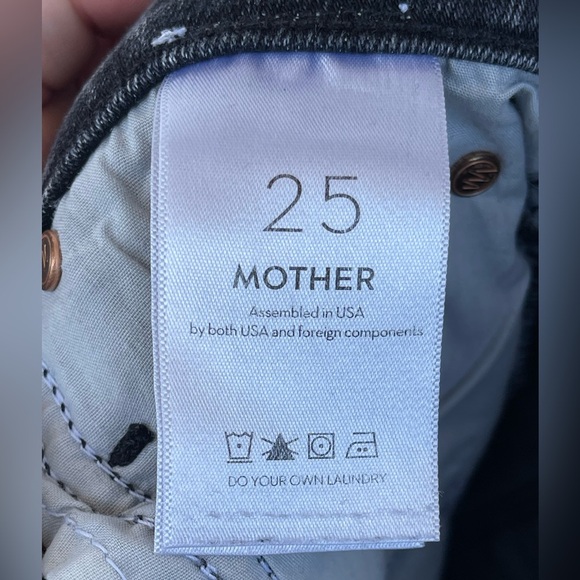 25
MOTHER
Assembled in USA
by both USA and foreign components
DO YOUR OWN LAUNDRY